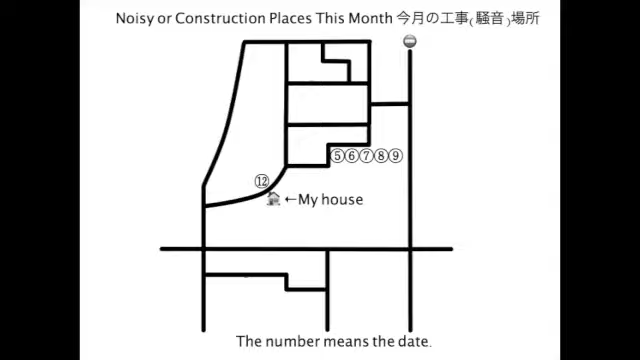 Noisy or Construction Places This Month 今月の工事(騒音)場所
⑤⑥⑦⑧⑨
⑫
←My house
The number means the date.